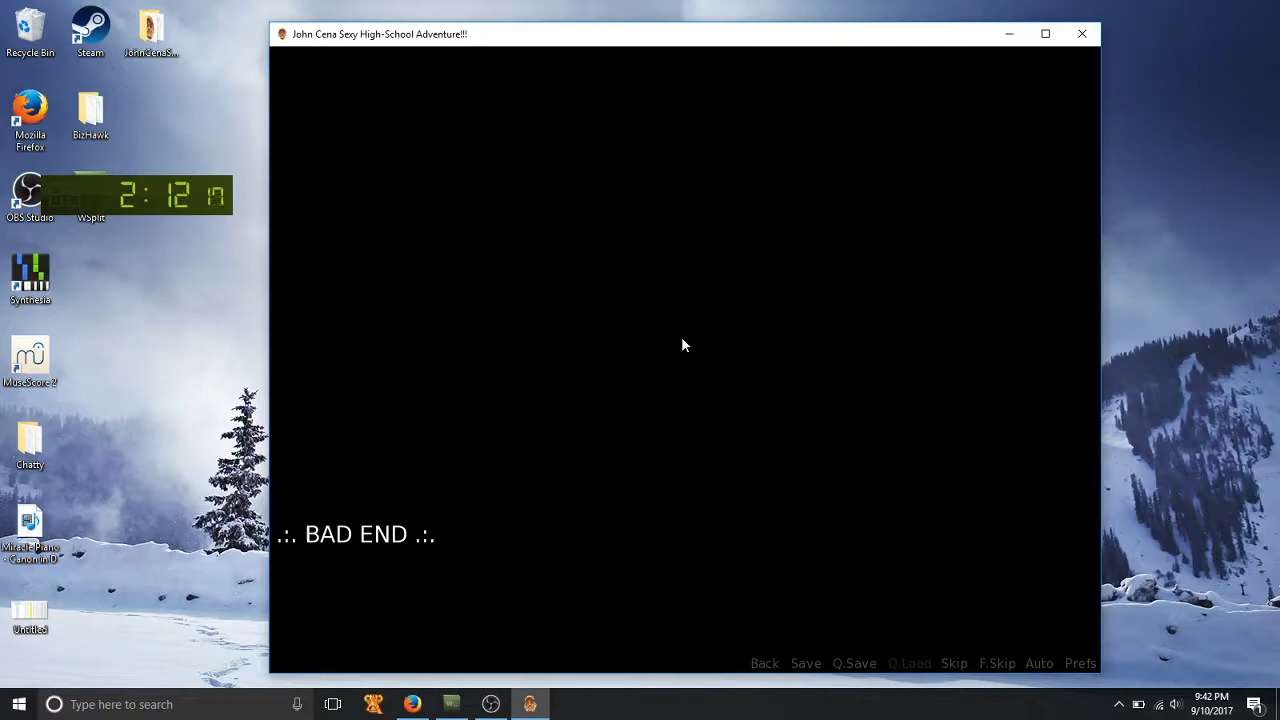 John Cena Sexy High-School Adventure!!!
Recycle Bin
Steam
JohnCenaS...
Mozilla
Firefox
BizHawk
2:12
OBS Studio
WSplit
Synthesia
MuseScore 2
Chatty
Miracle Piano
- Canon in D
Untitled
.:. BAD END .:.
Back Save Q.Save Q.Load Skip F.Skip Auto Prefs
Type here to search
9:42 PM
9/10/2017